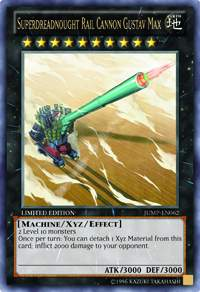 Superdreadnought Rail Cannon Gustav Max
地
LIMITED EDITION
JUMP-EN062
[Machine/Xyz/Effect]
2 Level 10 monsters
Once per turn: You can detach 1 Xyz Material from this
card; inflict 2000 damage to your opponent.
ATK/3000 DEF/3000
©1996 KAZUKI TAKAHASHI